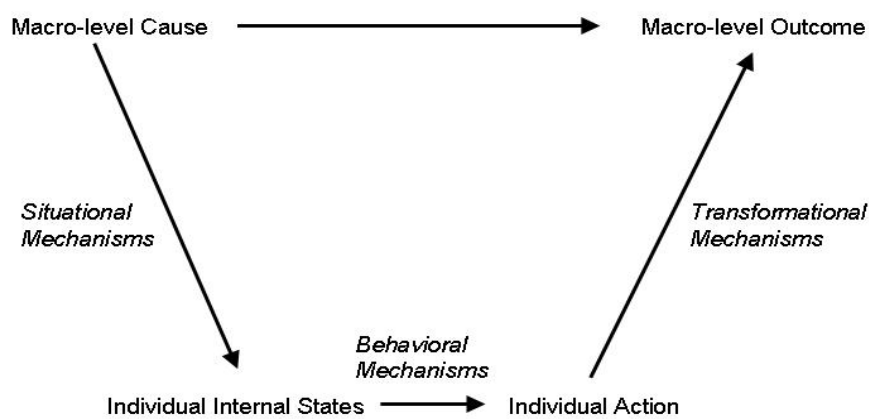 Macro-level Cause
Macro-level Outcome
Situational
Mechanisms
Transformational
Mechanisms
Behavioral
Mechanisms
Individual Internal States
Individual Action